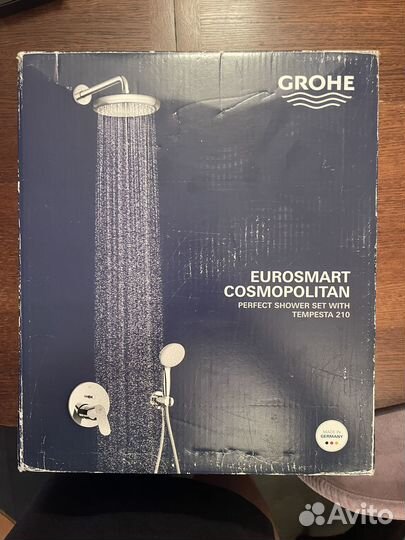 GROHE
EUROSMART
COSMOPOLITAN
PERFECT SHOWER SET WITH
TEMPESTA 210
MADE IN
GERMANY
Avito